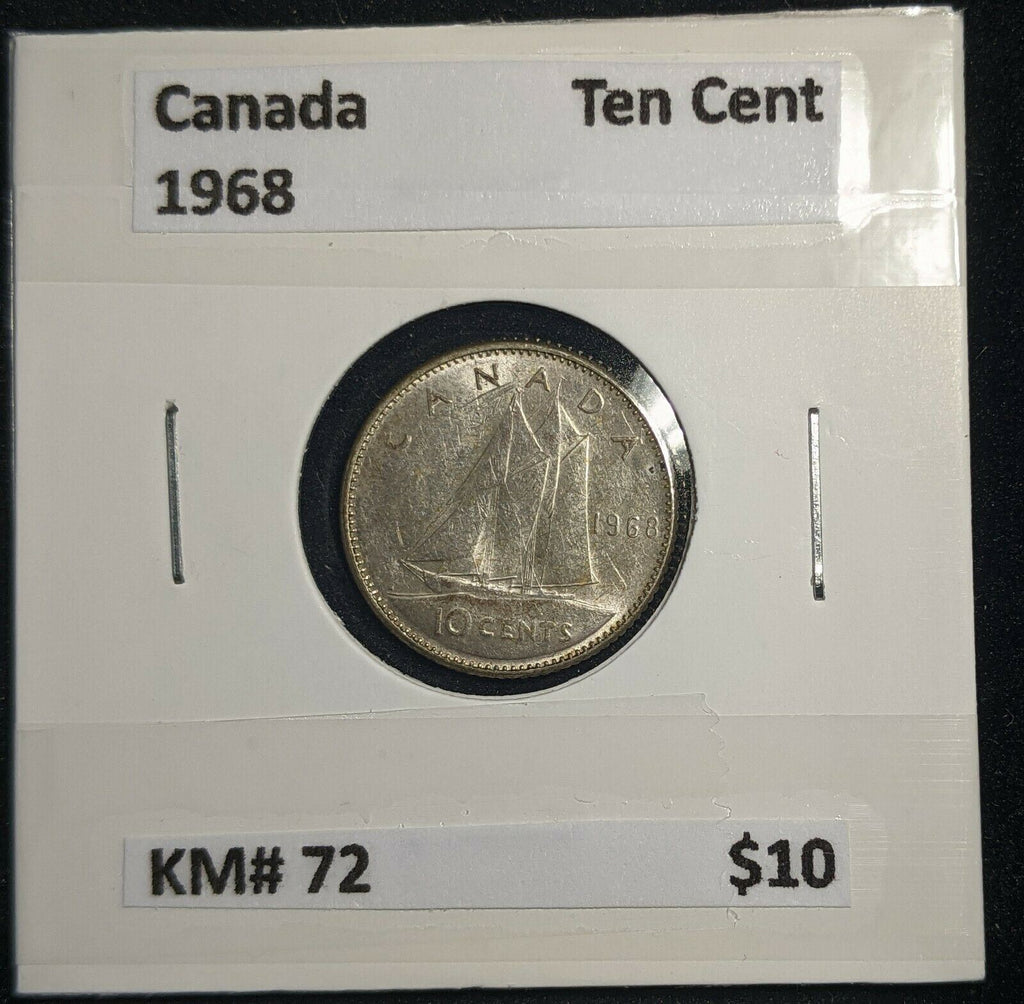 Canada Ten Cent
1968
CANADA
1968
10 CENTS
KM# 72 $10